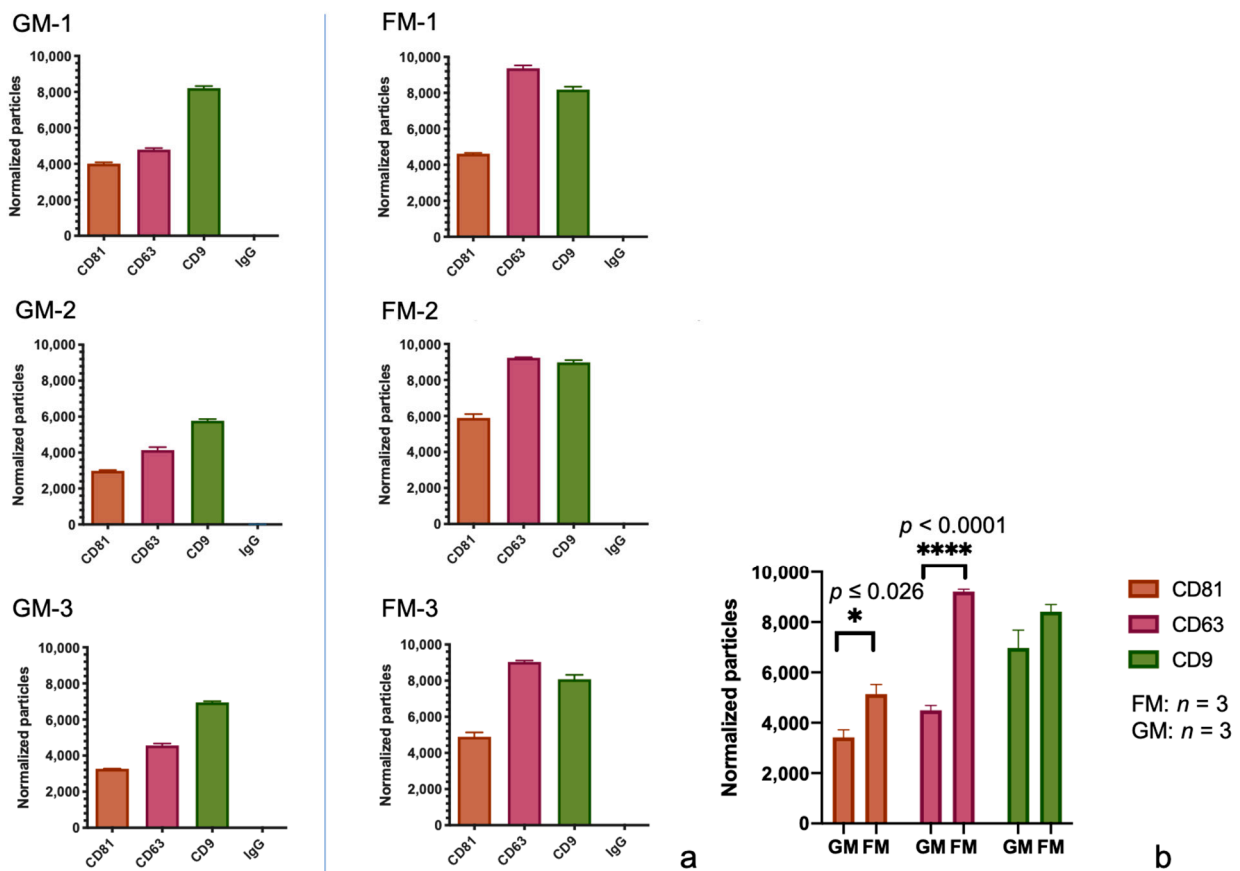 GM-1
Normalized particles
10,000
8,000
6,000
4,000
2,000
0
CD81
CD63
CD9
IgG
FM-1
Normalized particles
10,000
8,000
6,000
4,000
2,000
0
CD81
CD63
CD9
IgG
GM-2
Normalized particles
10,000
8,000
6,000
4,000
2,000
0
CD81
CD63
CD9
IgG
FM-2
Normalized particles
10,000
8,000
6,000
4,000
2,000
0
CD81
CD63
CD9
IgG
GM-3
Normalized particles
10,000
8,000
6,000
4,000
2,000
0
CD81
CD63
CD9
IgG
FM-3
Normalized particles
10,000
8,000
6,000
4,000
2,000
0
CD81
CD63
CD9
IgG
a
Normalized particles
10,000
8,000
6,000
4,000
2,000
0
p ≤ 0.026
*
p < 0.0001
****
GM FM
GM FM
GM FM
CD81
CD63
CD9
FM: n = 3
GM: n = 3
b